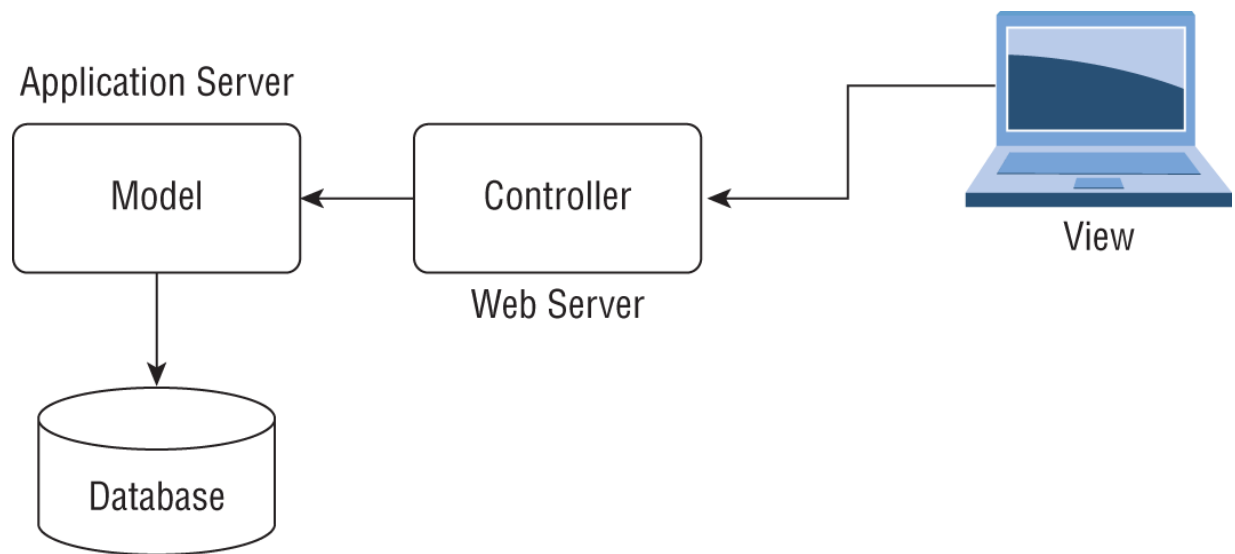 Application Server
Model
Controller
View
Web Server
Database